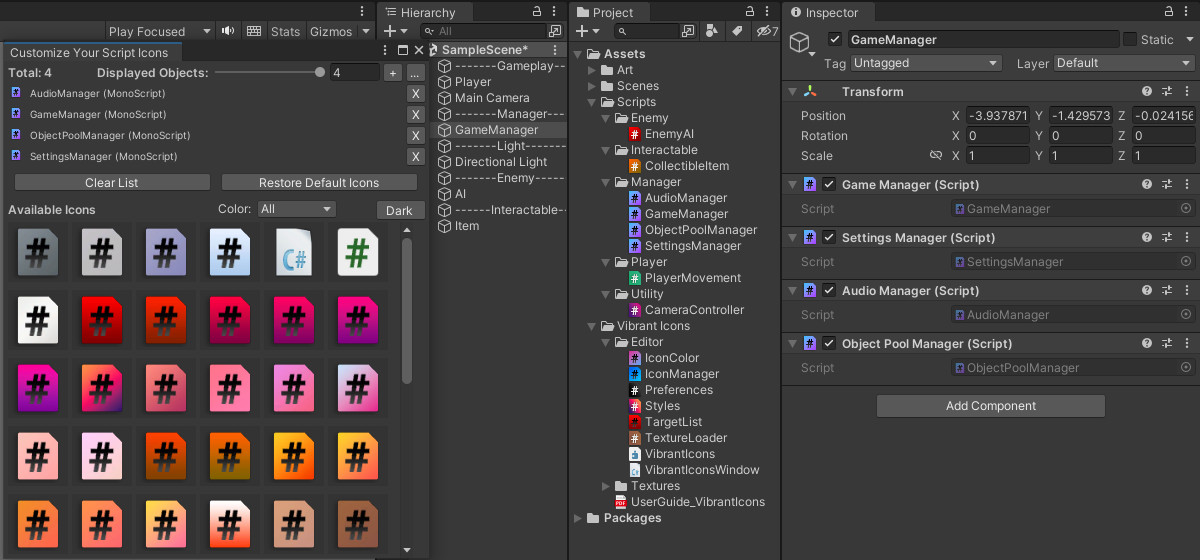 Play Focused
Stats
Gizmos
Customize Your Script Icons
Total: 4
Displayed Objects:
4
+
...
AudioManager (MonoScript)
X
GameManager (MonoScript)
X
ObjectPoolManager (MonoScript)
X
SettingsManager (MonoScript)
X
Clear List
Restore Default Icons
Available Icons
Color:
All
Dark
Hierarchy
All
SampleScene*
-------Gameplay---
Player
Main Camera
-------Manager----
GameManager
-------Light------
Directional Light
-------Enemy-----
AI
-------Interactable--
Item
Project
7
Assets
Art
Scenes
Scripts
Enemy
EnemyAI
Interactable
CollectibleItem
Manager
AudioManager
GameManager
ObjectPoolManager
SettingsManager
Player
PlayerMovement
Utility
CameraController
Vibrant Icons
Editor
IconColor
IconManager
Preferences
Styles
TargetList
TextureLoader
VibrantIcons
VibrantIconsWindow
Textures
UserGuide_VibrantIcons
Packages
Inspector
GameManager
Static
Tag
Untagged
Layer
Default
Transform
Position
X
-3.937871
Y
-1.429573
Z
-0.024156
Rotation
X
0
Y
0
Z
0
Scale
X
1
Y
1
Z
1
Game Manager (Script)
Script
GameManager
Settings Manager (Script)
Script
SettingsManager
Audio Manager (Script)
Script
AudioManager
Object Pool Manager (Script)
Script
ObjectPoolManager
Add Component